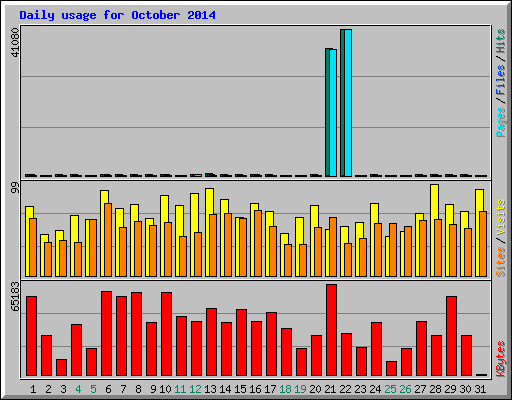 Daily usage for October 2014
41080
99
65183
Pages / Files / Hits
Sites / Visits
KBytes
1 2 3 4 5 6 7 8 9 10 11 12 13 14 15 16 17 18 19 20 21 22 23 24 25 26 27 28 29 30 31